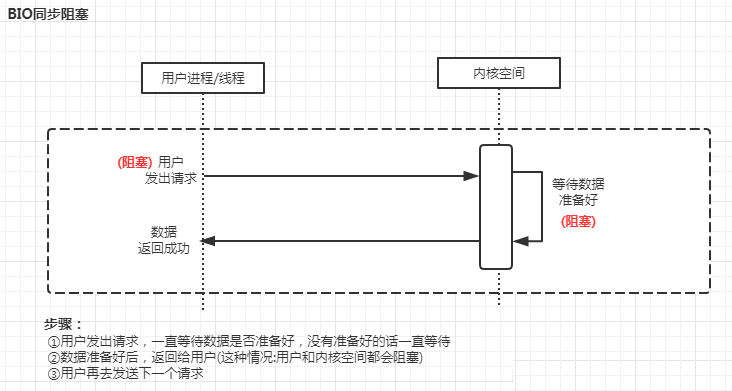 BIO同步阻塞
用户进程/线程
内核空间
(阻塞) 用户
发出请求
等待数据
准备好
(阻塞)
数据
返回成功
步骤：
①用户发出请求，一直等待数据是否准备好，没有准备好的话一直等待
②数据准备好后，返回给用户(这种情况:用户和内核空间都会阻塞)
③用户再去发送下一个请求